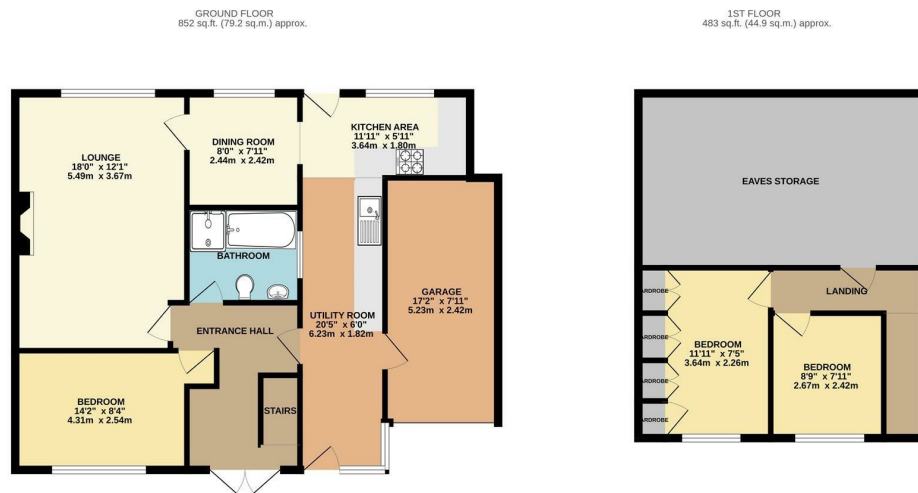 GROUND FLOOR
852 sq.ft. (79.2 sq.m.) approx.
1ST FLOOR
483 sq.ft. (44.9 sq.m.) approx.
LOUNGE
18'0" x 12'1"
5.49m x 3.67m
DINING ROOM
8'0" x 7'11"
2.44m x 2.42m
KITCHEN AREA
11'11" x 5'11"
3.64m x 1.80m
BATHROOM
ENTRANCE HALL
UTILITY ROOM
20'5" x 6'0"
6.23m x 1.82m
GARAGE
17'2" x 7'11"
5.23m x 2.42m
BEDROOM
14'2" x 8'4"
4.31m x 2.54m
STAIRS
EAVES STORAGE
LANDING
ARDROBE
ARDROBE
ARDROBE
ARDROBE
BEDROOM
11'11" x 7'5"
3.64m x 2.26m
BEDROOM
8'9" x 7'11"
2.67m x 2.42m